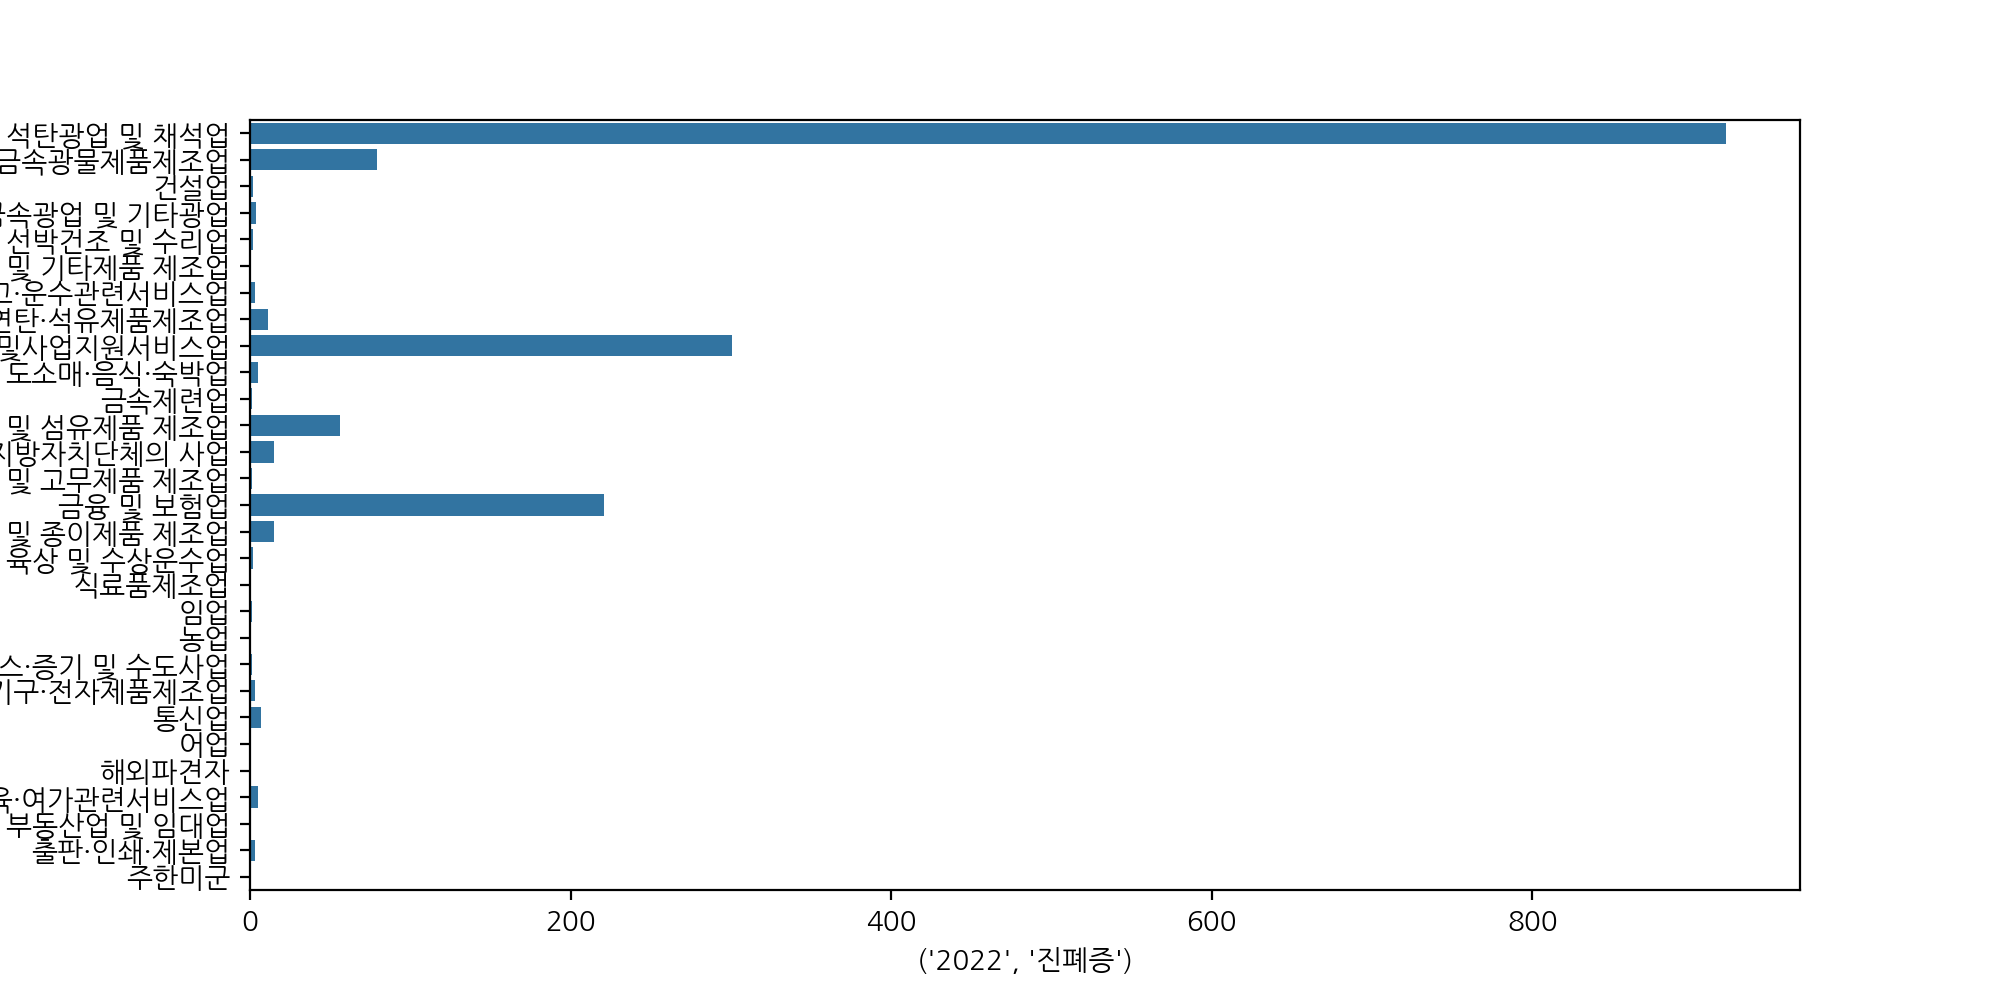 석탄광업 및 채석업
금속광물제품제조업
건설업
속광업 및 기타광업
선박건조 및 수리업
및 기타제품 제조업
고·운수관련서비스업
연탄·석유제품제조업
및사업지원서비스업
도소매·음식·숙박업
금속제련업
및 섬유제품 제조업
지방자치단체의 사업
및 고무제품 제조업
금융 및 보험업
및 종이제품 제조업
육상 및 수상운수업
식료품제조업
임업
농업
스·증기 및 수도사업
기구·전자제품제조업
통신업
어업
해외파견자
·여가관련서비스업
부동산업 및 임대업
출판·인쇄·제본업
주한미군
0 200 400 600 800
('2022', '진폐증')